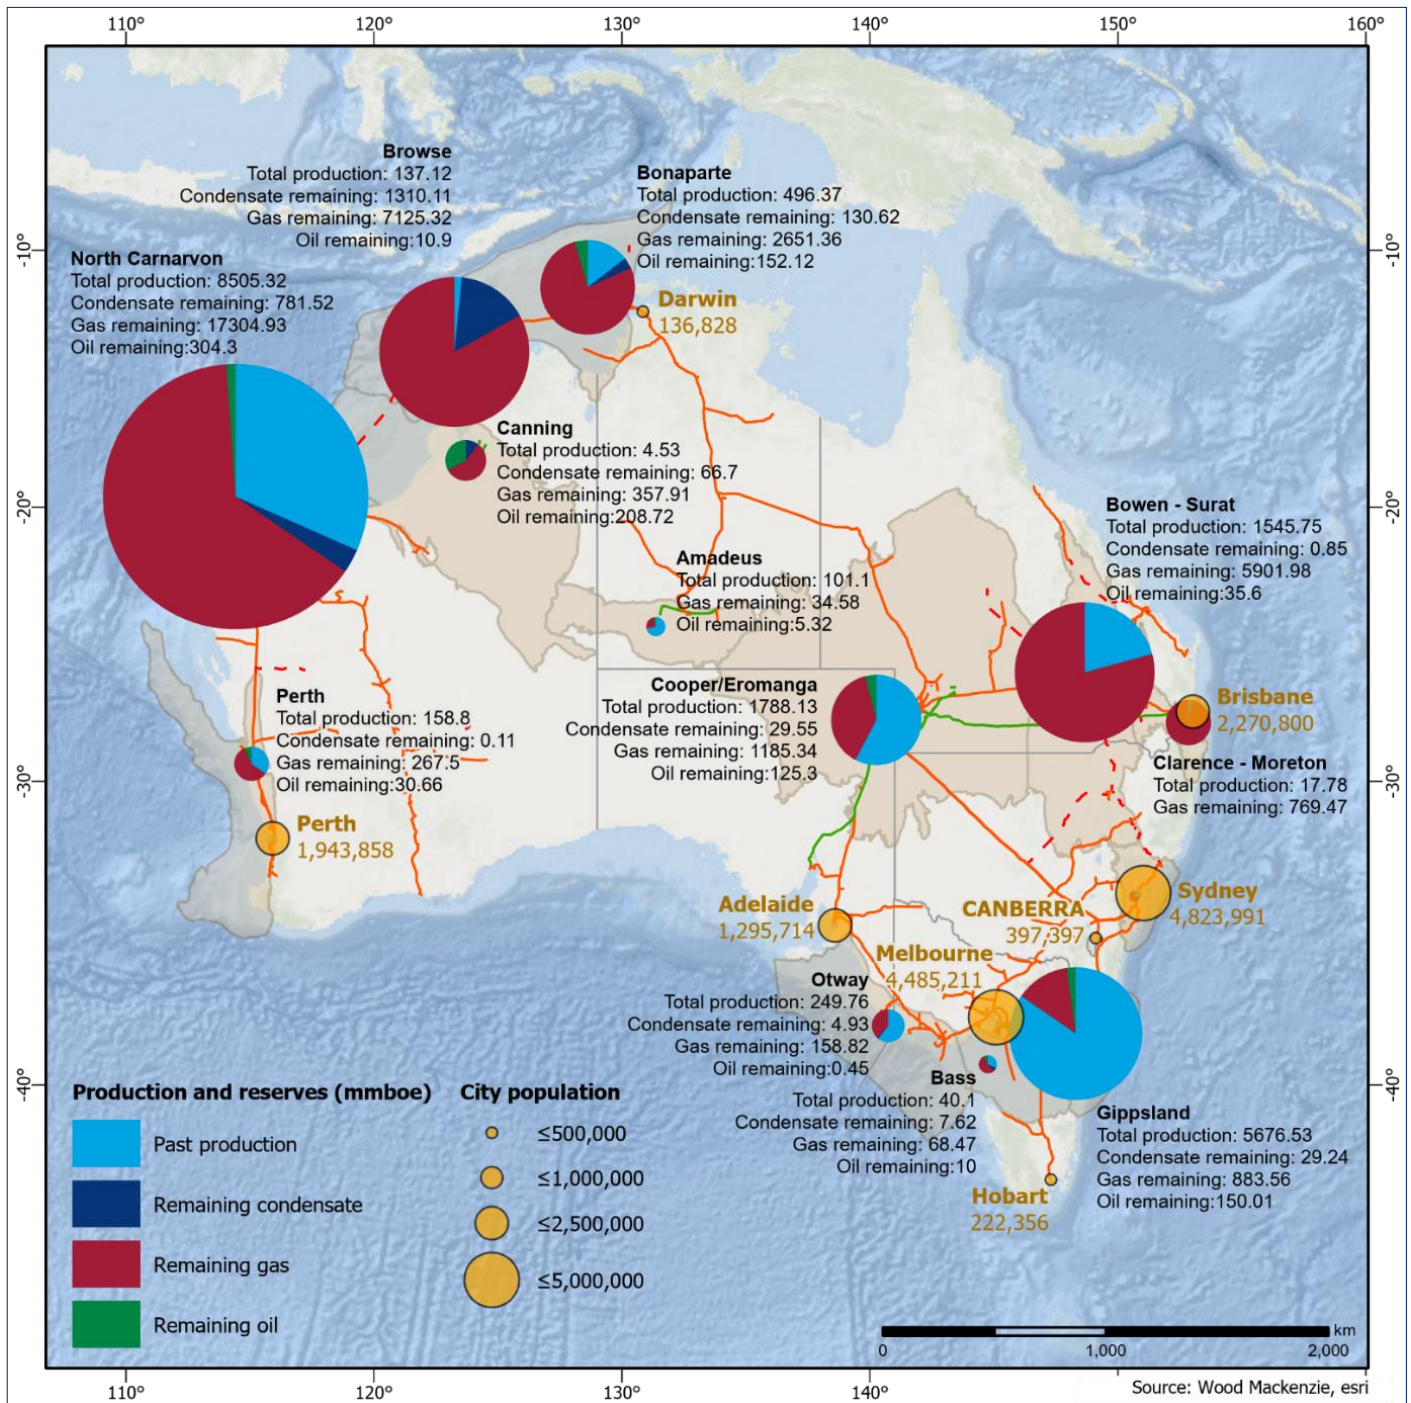 110°
120°
130°
140°
150°
160°
-10°
-20°
-30°
-40°
-10°
-20°
-30°
-40°
Browse
Total production: 137.12
Condensate remaining: 1310.11
Gas remaining: 7125.32
Oil remaining:10.9
Bonaparte
Total production: 496.37
Condensate remaining: 130.62
Gas remaining: 2651.36
Oil remaining:152.12
North Carnarvon
Total production: 8505.32
Condensate remaining: 781.52
Gas remaining: 17304.93
Oil remaining:304.3
Darwin
136,828
Canning
Total production: 4.53
Condensate remaining: 66.7
Gas remaining: 357.91
Oil remaining:208.72
Bowen - Surat
Total production: 1545.75
Condensate remaining: 0.85
Gas remaining: 5901.98
Oil remaining:35.6
Amadeus
Total production: 101.1
Gas remaining: 34.58
Oil remaining:5.32
Cooper/Eromanga
Total production: 1788.13
Condensate remaining: 29.55
Gas remaining: 1185.34
Oil remaining:125.3
Perth
Total production: 158.8
Condensate remaining: 0.11
Gas remaining: 267.5
Oil remaining:30.66
Brisbane
2,270,800
Clarence - Moreton
Total production: 17.78
Gas remaining: 769.47
Perth
1,943,858
Adelaide
1,295,714
CANBERRA
397,397
Sydney
4,823,991
Melbourne
4,485,211
Otway
Total production: 249.76
Condensate remaining: 4.93
Gas remaining: 158.82
Oil remaining:0.45
Bass
Total production: 40.1
Condensate remaining: 7.62
Gas remaining: 68.47
Oil remaining:10
Gippsland
Total production: 5676.53
Condensate remaining: 29.24
Gas remaining: 883.56
Oil remaining:150.01
Hobart
222,356
Production and reserves (mmboe)
Past production
Remaining condensate
Remaining gas
Remaining oil
City population
≤500,000
≤1,000,000
≤2,500,000
≤5,000,000
km
0
1,000
2,000
110°
120°
130°
140°
Source: Wood Mackenzie, esri